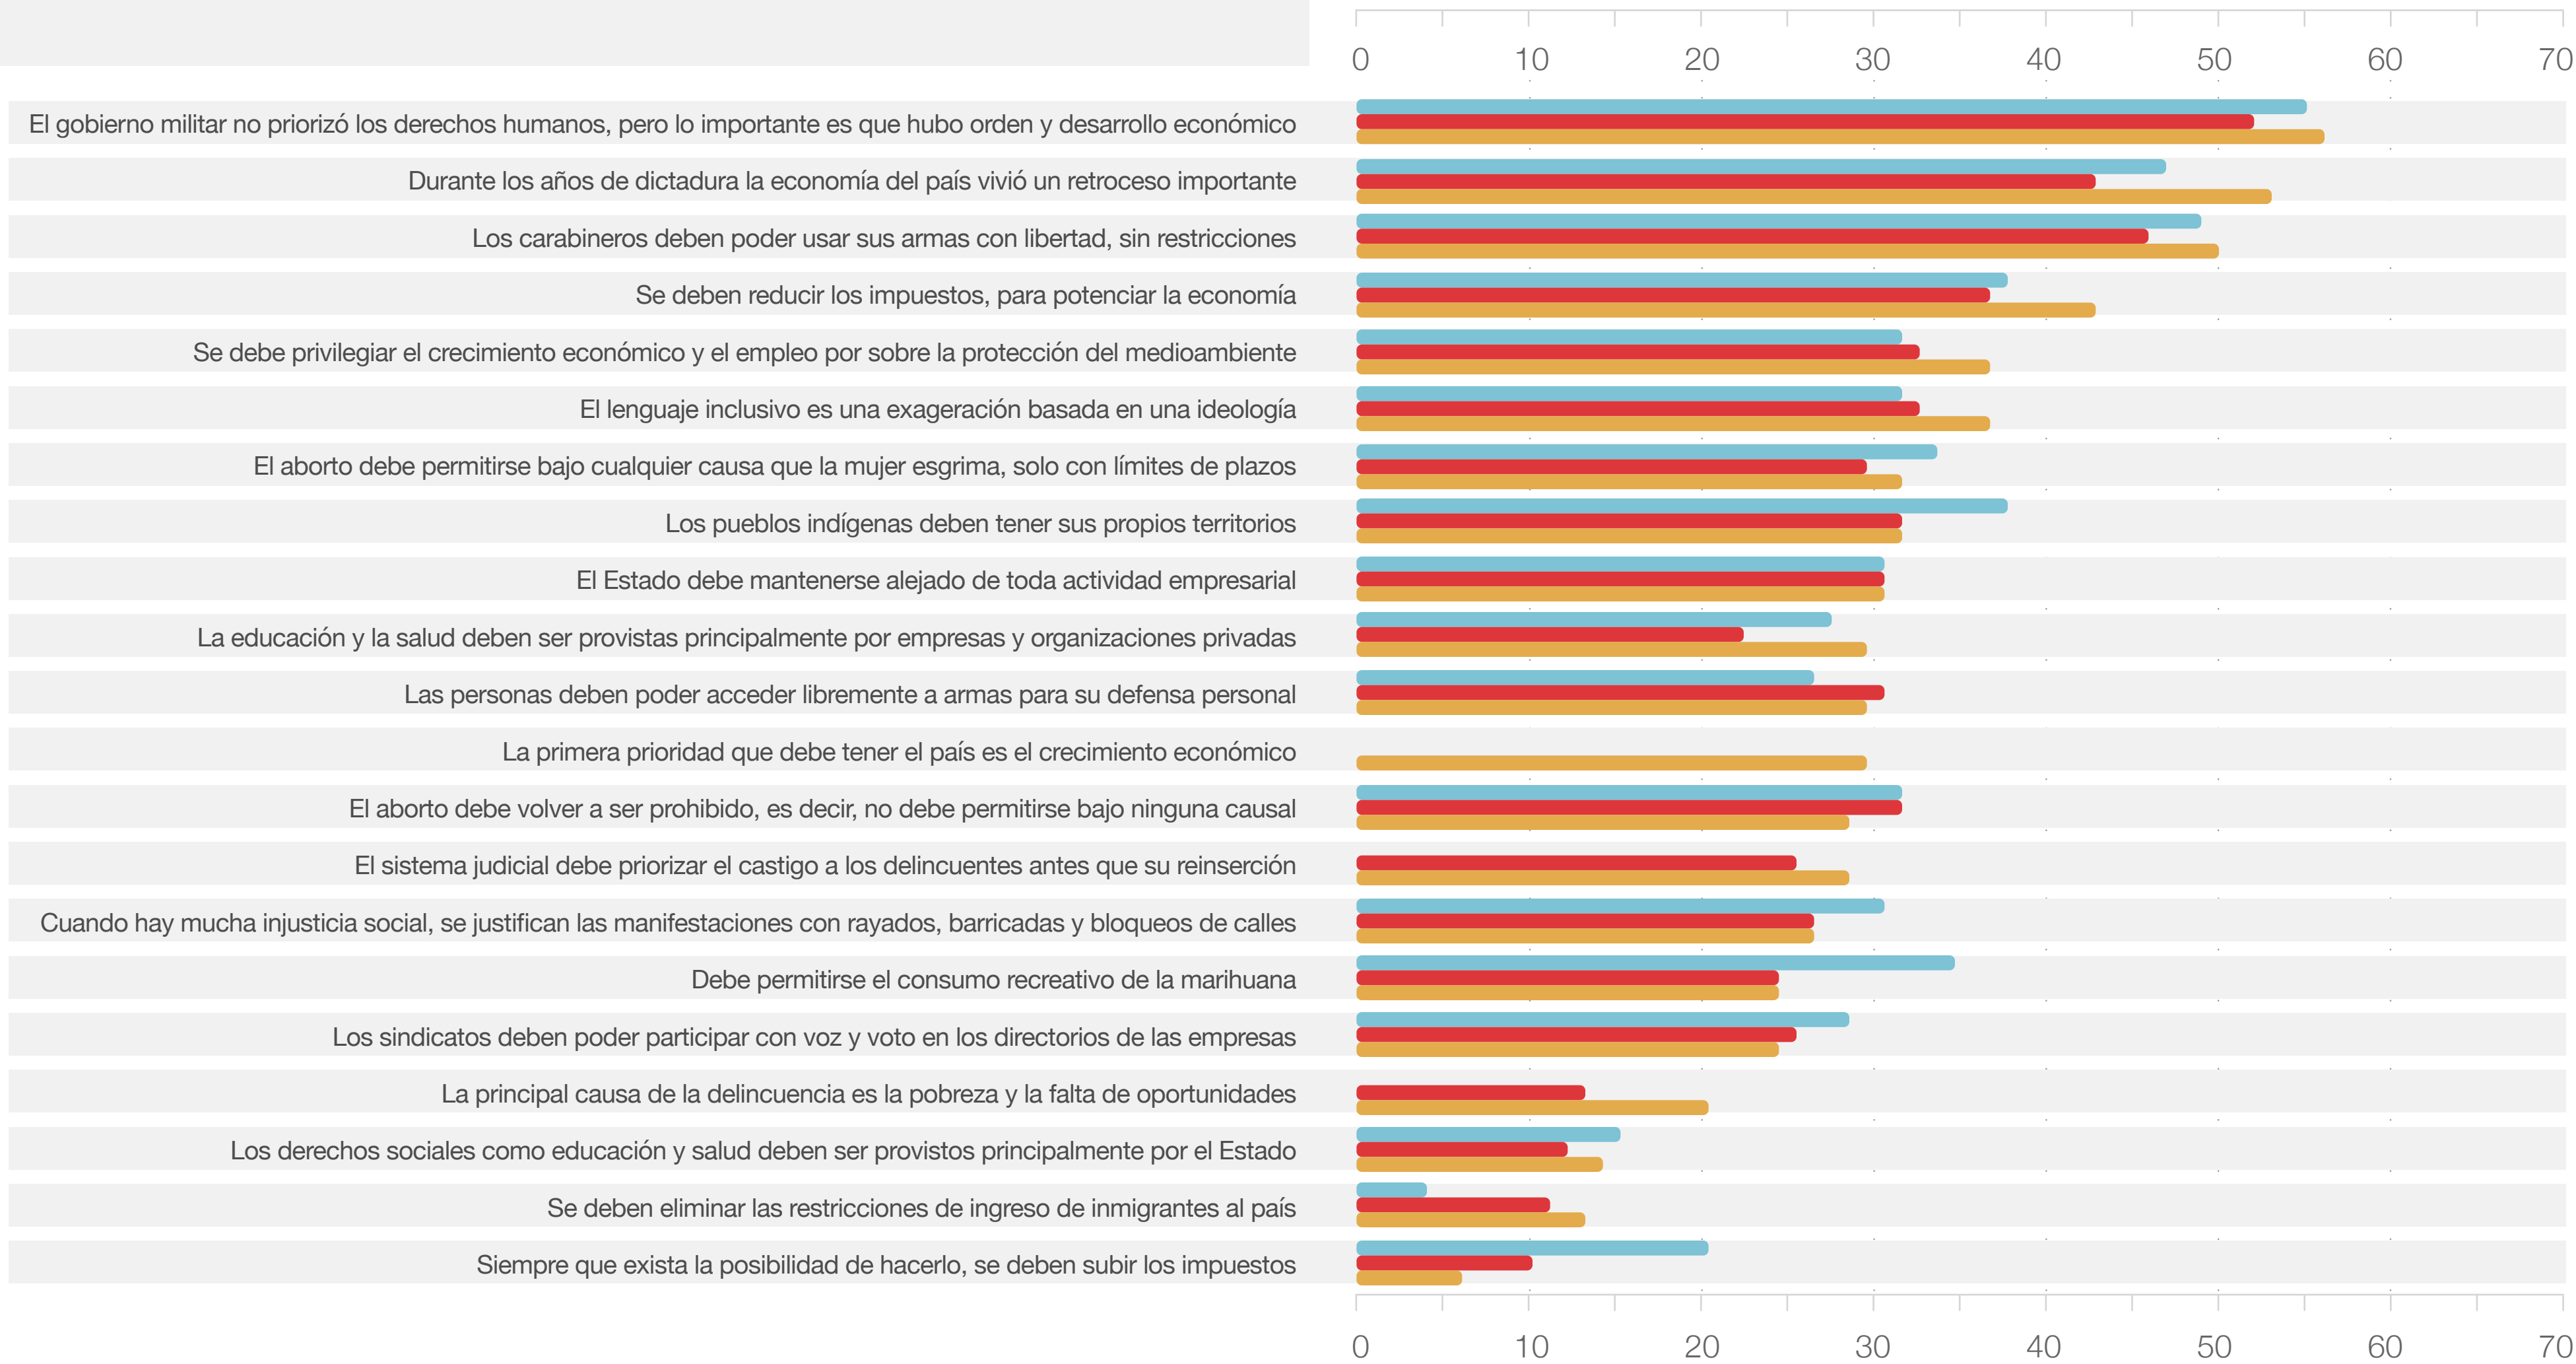 0 10 20 30 40 50 60 70
El gobierno militar no priorizó los derechos humanos, pero lo importante es que hubo orden y desarrollo económico
Durante los años de dictadura la economía del país vivió un retroceso importante
Los carabineros deben poder usar sus armas con libertad, sin restricciones
Se deben reducir los impuestos, para potenciar la economía
Se debe privilegiar el crecimiento económico y el empleo por sobre la protección del medioambiente
El lenguaje inclusivo es una exageración basada en una ideología
El aborto debe permitirse bajo cualquier causa que la mujer esgrima, solo con límites de plazos
Los pueblos indígenas deben tener sus propios territorios
El Estado debe mantenerse alejado de toda actividad empresarial
La educación y la salud deben ser provistas principalmente por empresas y organizaciones privadas
Las personas deben poder acceder libremente a armas para su defensa personal
La primera prioridad que debe tener el país es el crecimiento económico
El aborto debe volver a ser prohibido, es decir, no debe permitirse bajo ninguna causal
El sistema judicial debe priorizar el castigo a los delincuentes antes que su reinserción
Cuando hay mucha injusticia social, se justifican las manifestaciones con rayados, barricadas y bloqueos de calles
Debe permitirse el consumo recreativo de la marihuana
Los sindicatos deben poder participar con voz y voto en los directorios de las empresas
La principal causa de la delincuencia es la pobreza y la falta de oportunidades
Los derechos sociales como educación y salud deben ser provistos principalmente por el Estado
Se deben eliminar las restricciones de ingreso de inmigrantes al país
Siempre que exista la posibilidad de hacerlo, se deben subir los impuestos
0 10 20 30 40 50 60 70